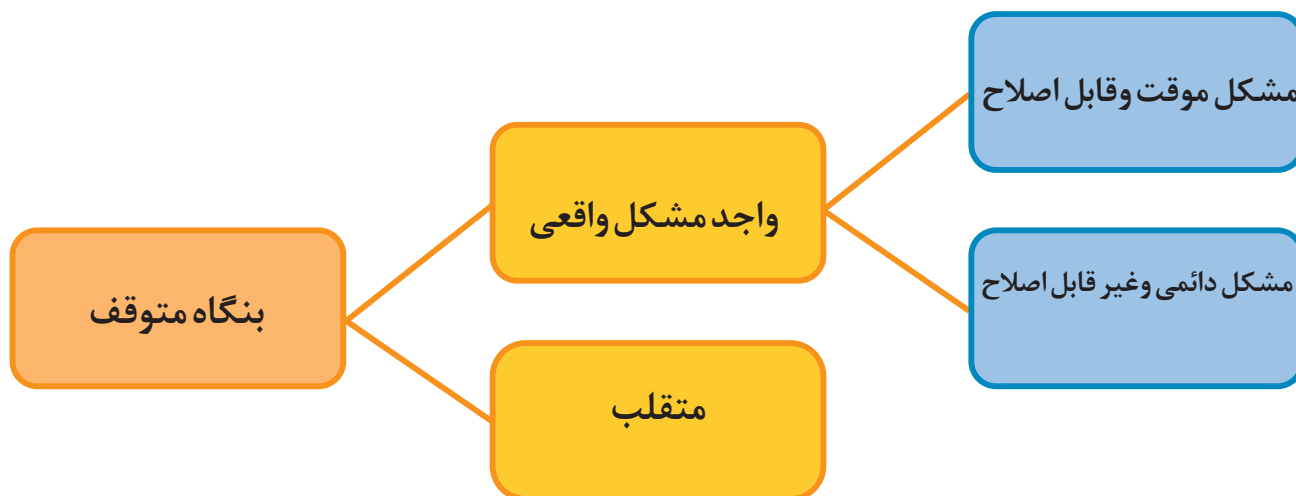 بنگاه متوقف
واجد مشکل واقعی
متقلب
مشکل موقت وقابل اصلاح
مشکل دائمی وغیر قابل اصلاح